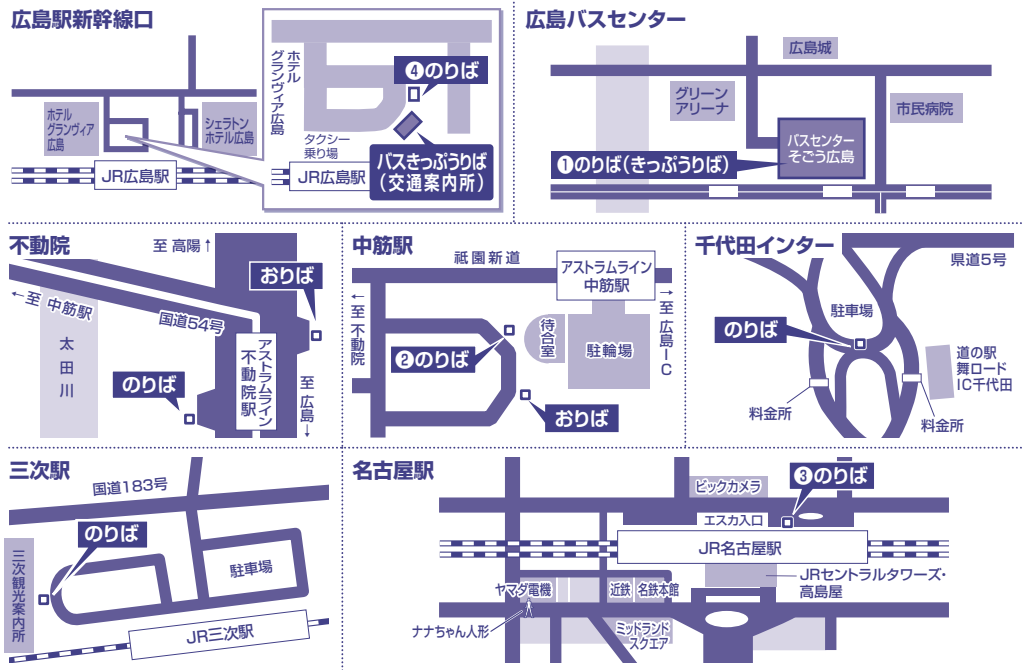 広島駅新幹線口
ホテル
グランヴィア
広島
シェラトン
ホテル広島
JR広島駅
ホテル
グランヴィア広島
❹のりば
タクシー
乗り場
バスきっぷうりば
(交通案内所)
JR広島駅
広島バスセンター
広島城
グリーン
アリーナ
市民病院
バスセンター
そごう広島
❶のりば(きっぷうりば)
不動院
至 高陽↑
おりば
←至 中筋駅
国道54号
太田川
のりば
アストラムライン
不動院駅
至 広島↓
中筋駅
祇園新道
アストラムライン
中筋駅
←至 不動院
待合室
駐輪場
→至 広島IC
❷のりば
おりば
千代田インター
県道5号
駐車場
のりば
道の駅
舞ロード
IC千代田
料金所
料金所
三次駅
国道183号
のりば
駐車場
三次観光案内所
JR三次駅
名古屋駅
ビックカメラ
❸のりば
エスカ入口
JR名古屋駅
ヤマダ電機
近鉄
名鉄本館
JRセントラルタワーズ・
高島屋
ナナちゃん人形
ミッドランド
スクエア